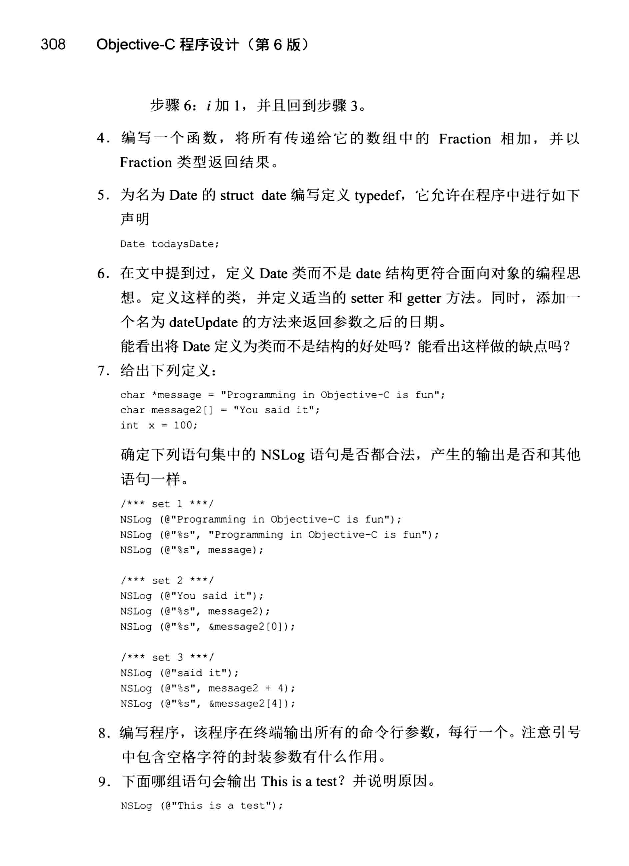 308 Objective-C 程序设计（第 6 版）
步骤 6：i 加 1，并且回到步骤 3。
4．编写一个函数，将所有传递给它的数组中的 Fraction 相加，并以
Fraction 类型返回结果。
5．为名为 Date 的 struct date 编写定义 typedef，它允许在程序中进行如下
声明
Date todaysDate;
6．在文中提到过，定义 Date 类而不是 date 结构更符合面向对象的编程思
想。定义这样的类，并定义适当的 setter 和 getter 方法。同时，添加一
个名为 dateUpdate 的方法来返回参数之后的日期。
能看出将 Date 定义为类而不是结构的好处吗？能看出这样做的缺点吗？
7．给出下列定义：
char *message = "Programming in Objective-C is fun";
char message2[] = "You said it";
int x = 100;
确定下列语句集中的 NSLog 语句是否都合法，产生的输出是否和其他
语句一样。
/*** set 1 ***/
NSLog (@"Programming in Objective-C is fun");
NSLog (@"%s", "Programming in Objective-C is fun");
NSLog (@"%s", message);
/*** set 2 ***/
NSLog (@"You said it");
NSLog (@"%s", message2);
NSLog (@"%s", &message2[0]);
/*** set 3 ***/
NSLog (@"said it");
NSLog (@"%s", message2 + 4);
NSLog (@"%s", &message2[4]);
8．编写程序，该程序在终端输出所有的命令行参数，每行一个。注意引号
中包含空格字符的封装参数有什么作用。
9．下面哪组语句会输出 This is a test？并说明原因。
NSLog (@"This is a test");